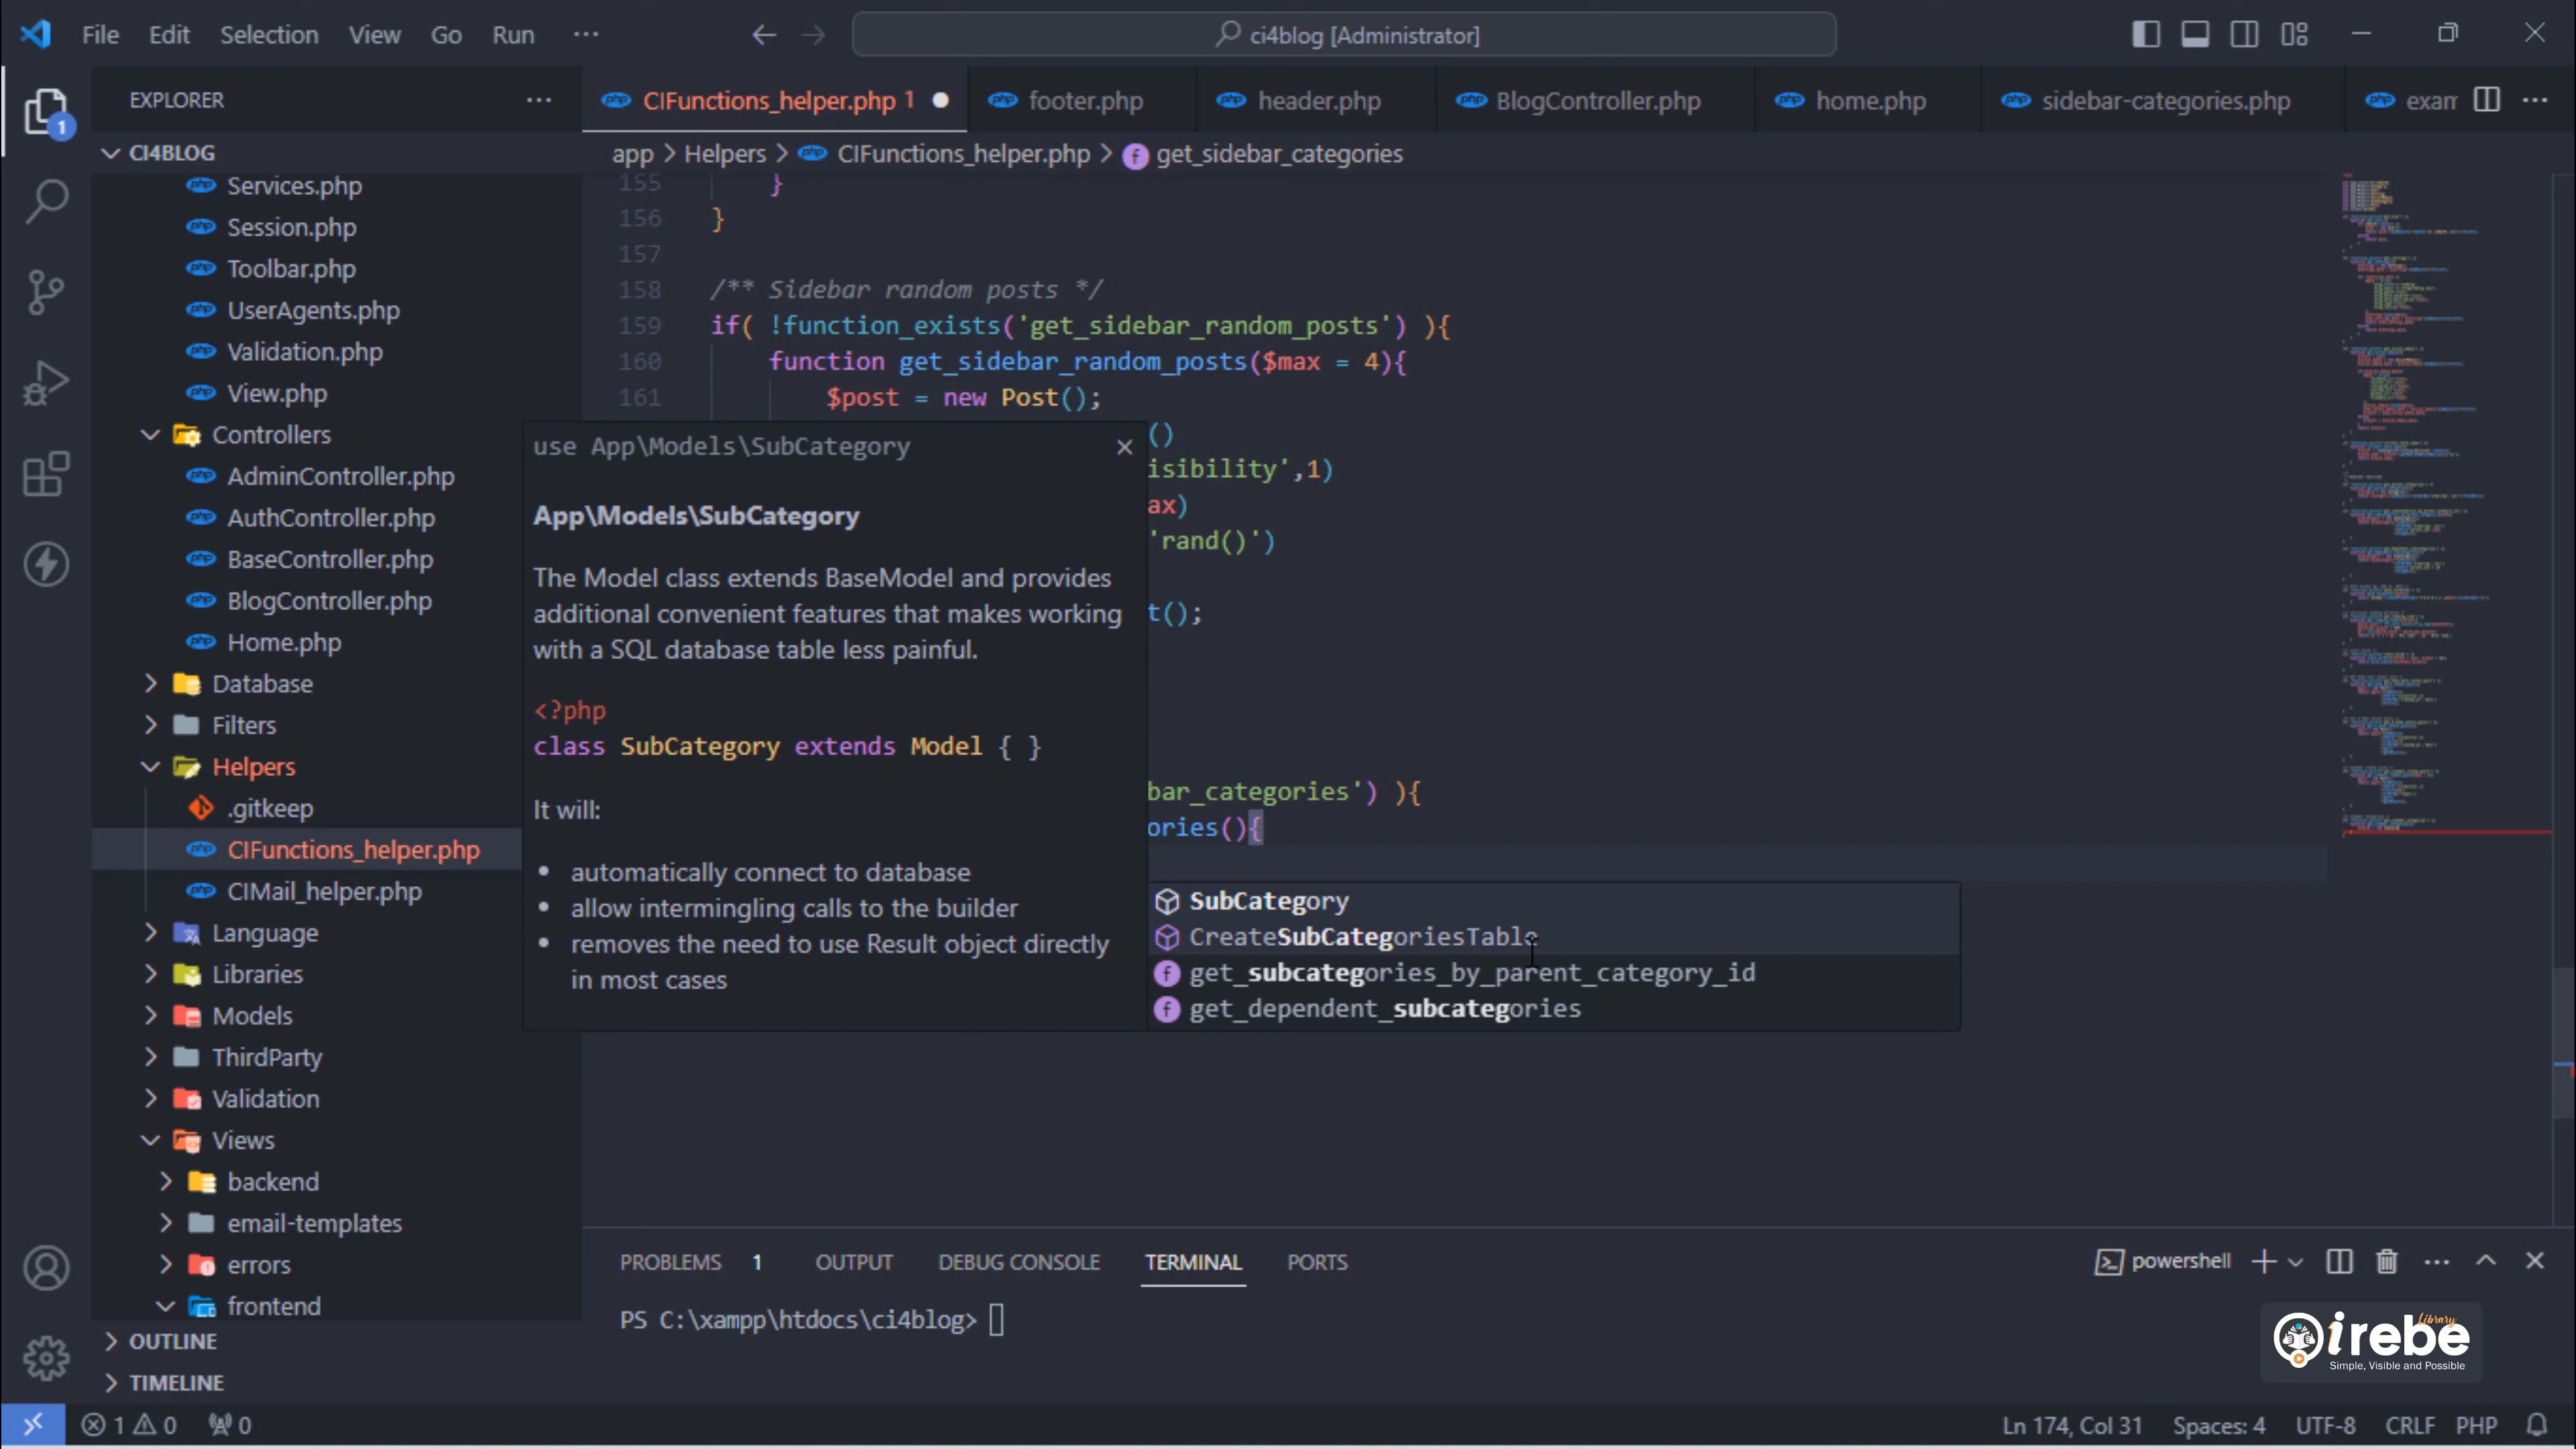 File Edit Selection View Go Run ···
ci4blog [Administrator]
EXPLORER ···
CIFunctions_helper.php 1
footer.php
header.php
BlogController.php
home.php
sidebar-categories.php
exam
···
1
CI4BLOG
app > Helpers > CIFunctions_helper.php > get_sidebar_categories
Services.php
Session.php
Toolbar.php
UserAgents.php
Validation.php
View.php
Controllers
AdminController.php
AuthController.php
BaseController.php
BlogController.php
Home.php
Database
Filters
Helpers
.gitkeep
CIFunctions_helper.php
CIMail_helper.php
Language
Libraries
Models
ThirdParty
Validation
Views
backend
email-templates
errors
frontend
OUTLINE
TIMELINE
155 }
156 }
157
158 /** Sidebar random posts */
159 if( !function_exists('get_sidebar_random_posts') ){
160 function get_sidebar_random_posts($max = 4){
161 $post = new Post();
()
isibility',1)
ax)
'rand()')
t();
bar_categories') ){
ories(){
use App\Models\SubCategory
App\Models\SubCategory
The Model class extends BaseModel and provides
additional convenient features that makes working
with a SQL database table less painful.
<?php
class SubCategory extends Model { }
It will:
• automatically connect to database
• allow intermingling calls to the builder
• removes the need to use Result object directly
in most cases
SubCategory
CreateSubCategoriesTable
get_subcategories_by_parent_category_id
get_dependent_subcategories
PROBLEMS 1 OUTPUT DEBUG CONSOLE TERMINAL PORTS
powershell
···
PS C:\xampp\htdocs\ci4blog>
irebe
Library
Simple, Visible and Possible
1 0 0
Ln 174, Col 31 Spaces: 4 UTF-8 CRLF PHP